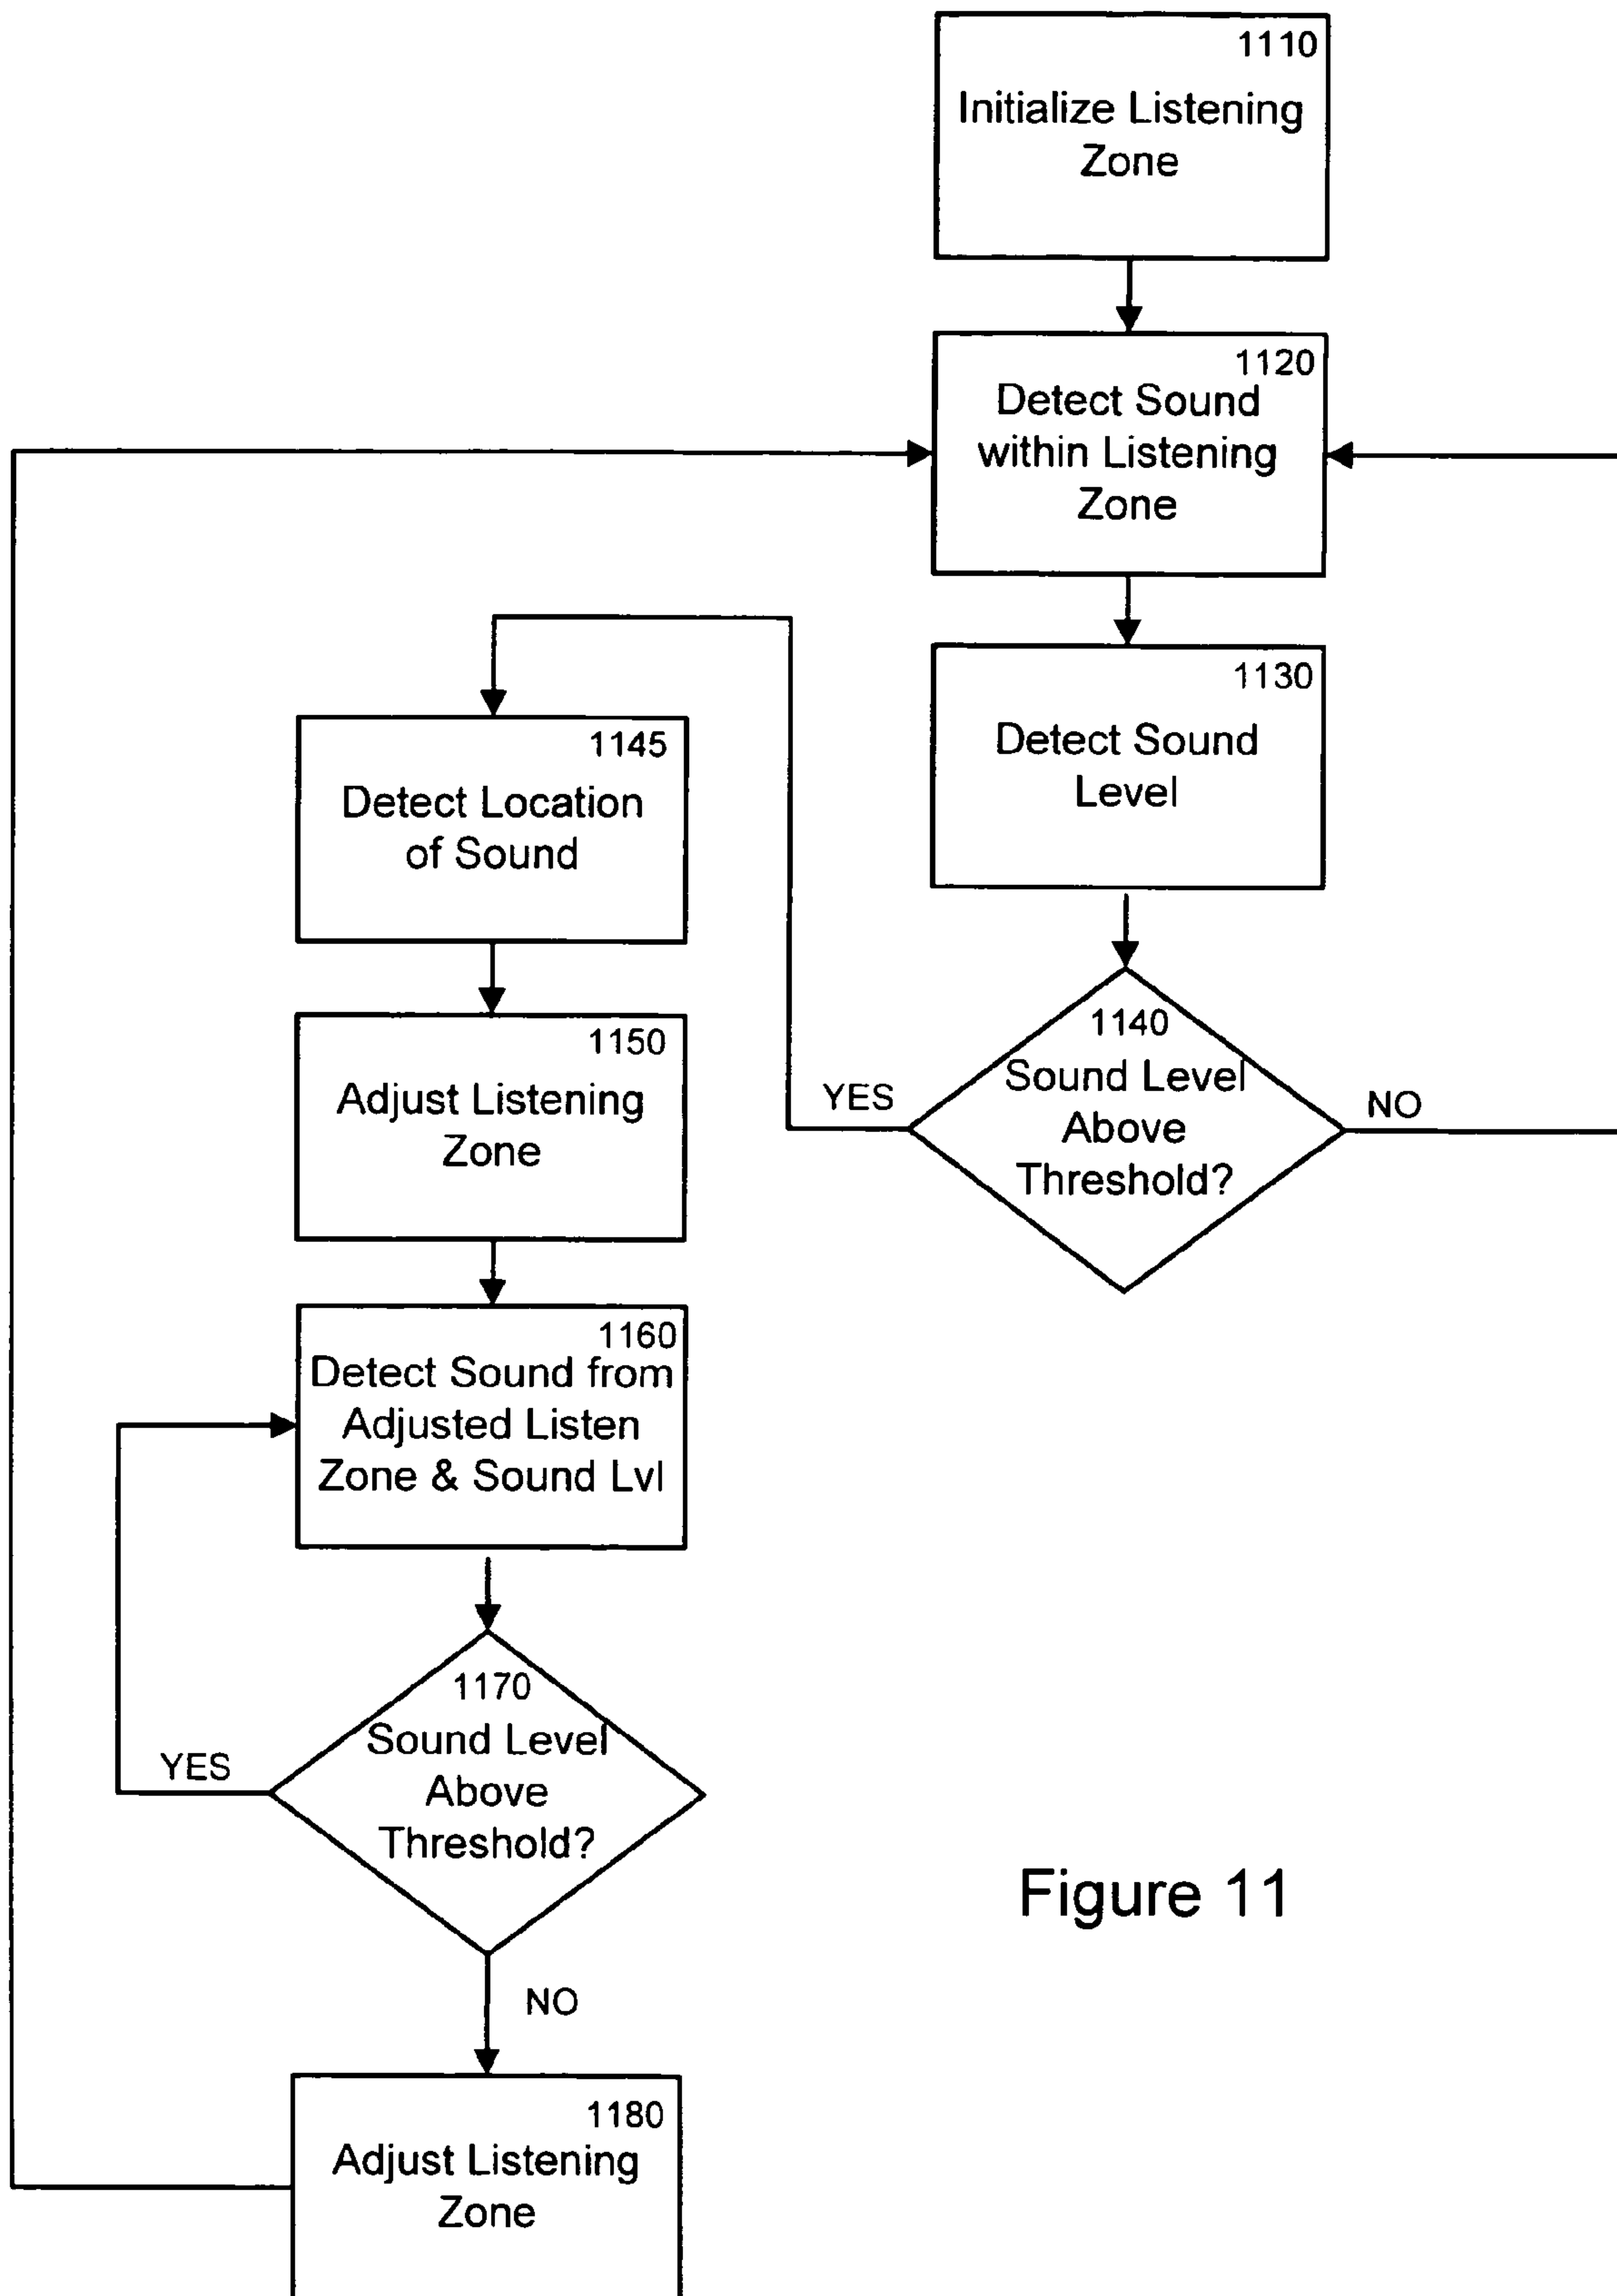 1110
Initialize Listening
Zone
1120
Detect Sound
within Listening
Zone
1130
Detect Sound
Level
1140
Sound Level
Above
Threshold?
YES
NO
1145
Detect Location
of Sound
1150
Adjust Listening
Zone
1160
Detect Sound from
Adjusted Listen
Zone & Sound Lvl
1170
Sound Level
Above
Threshold?
YES
NO
1180
Adjust Listening
Zone
Figure 11